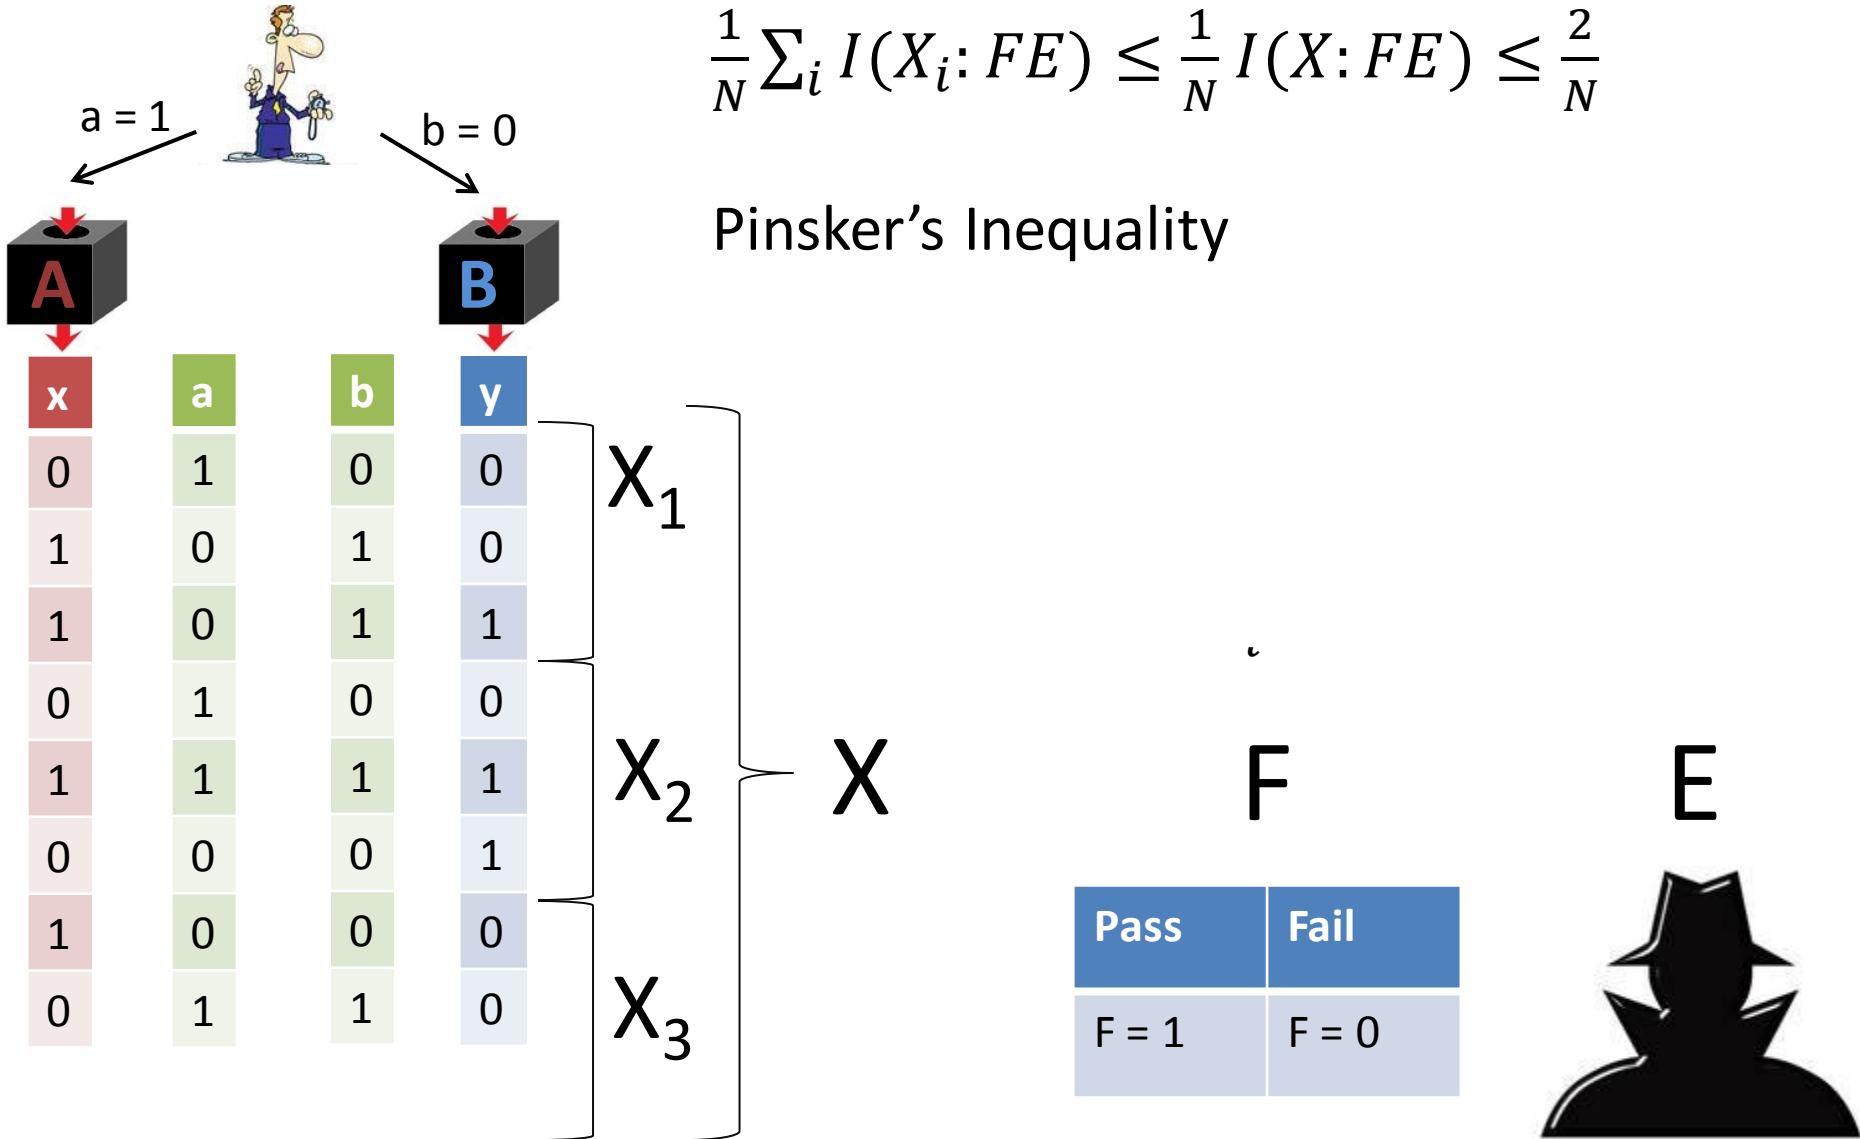 1/N ∑_i I(X_i: FE) ≤ 1/N I(X: FE) ≤ 2/N
a = 1
b = 0
Pinsker’s Inequality
A B
x a b y
0 1 0 0
1 0 1 0
1 0 1 1
0 1 0 0
1 1 1 1
0 0 0 1
1 0 0 0
0 1 1 0
X₁
X₂
X₃
X F E
Pass Fail
F = 1 F = 0